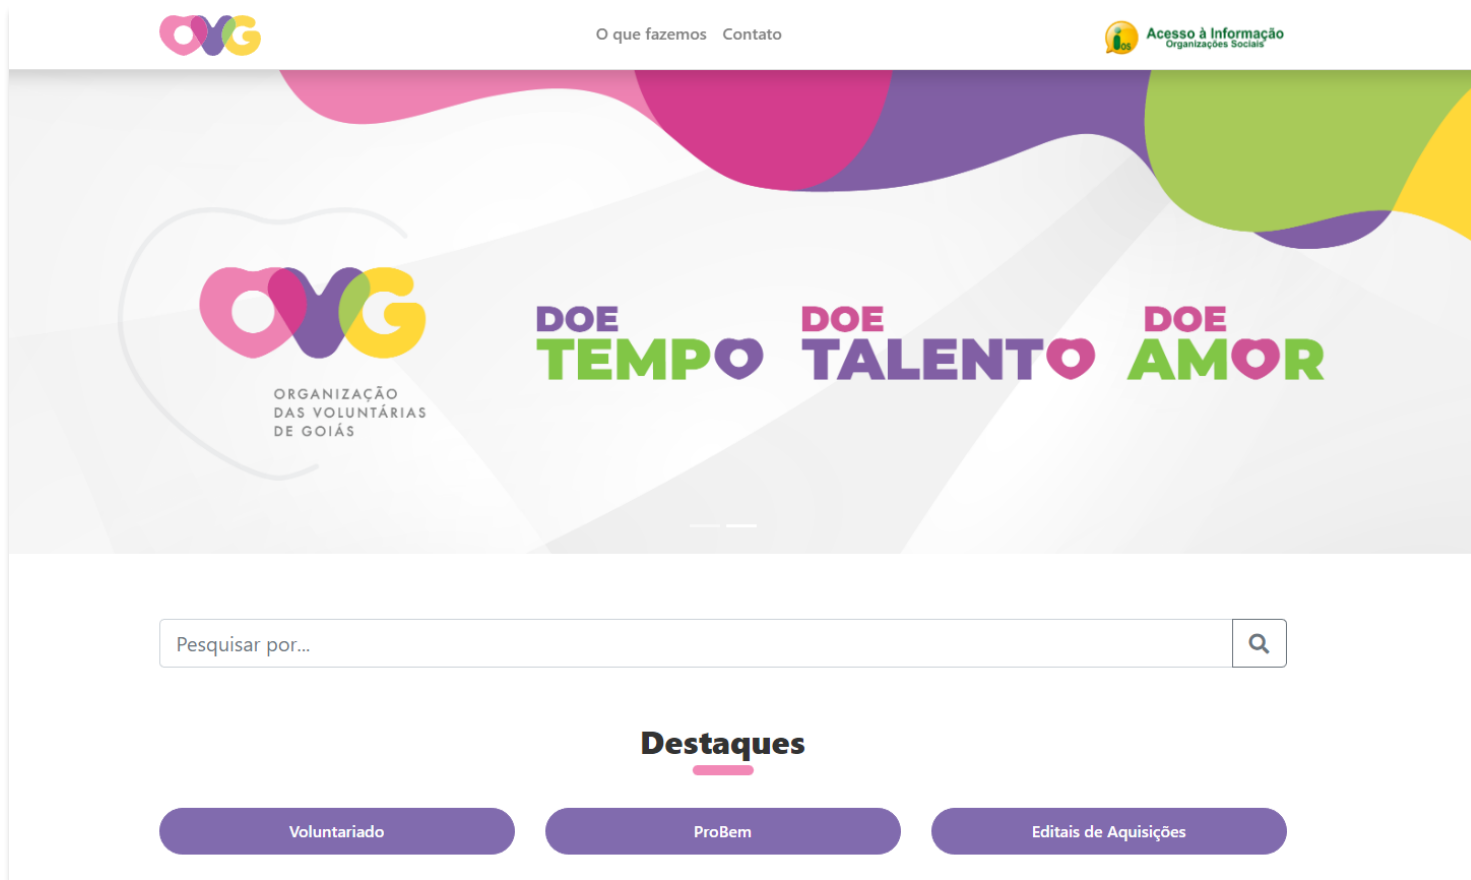 OVG
O que fazemos Contato
Acesso à Informação
Organizações Sociais
iOS
OVG
ORGANIZAÇÃO
DAS VOLUNTÁRIAS
DE GOIÁS
DOE
TEMPO
DOE
TALENTO
DOE
AMOR
Pesquisar por...
Destaques
Voluntariado
ProBem
Editais de Aquisições